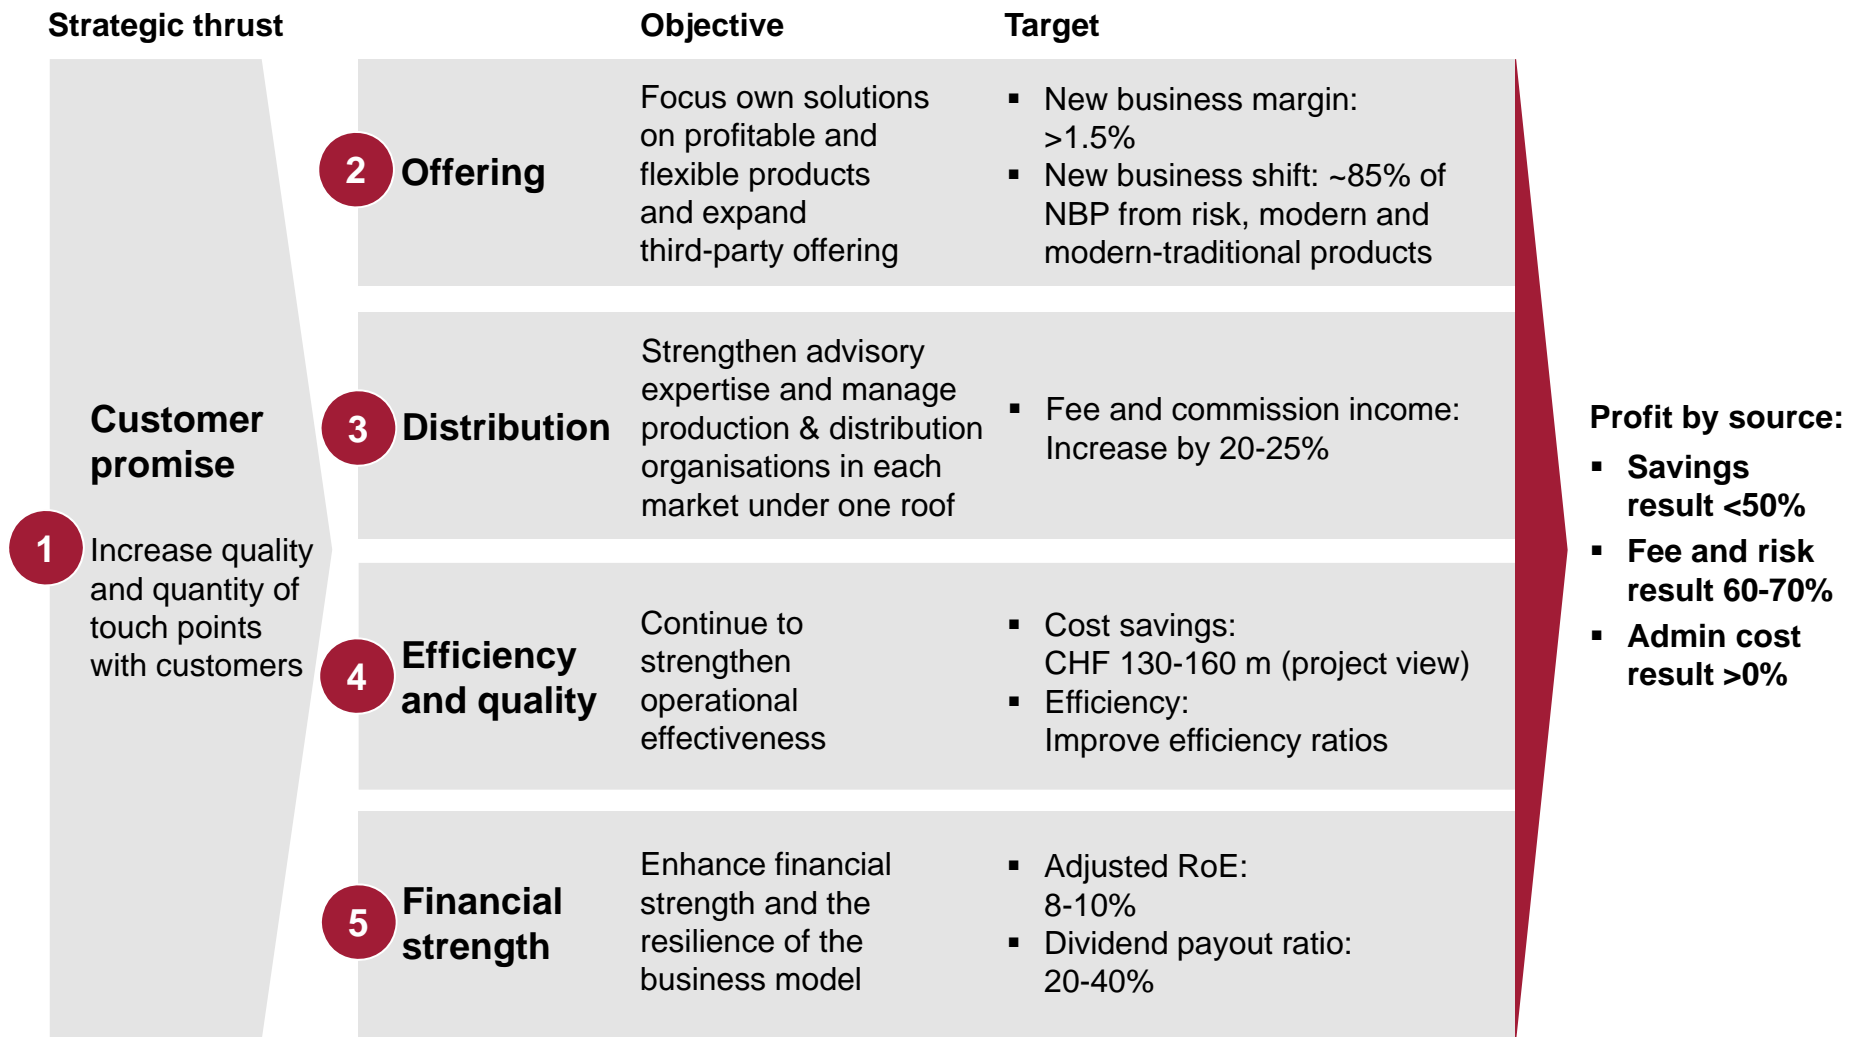 Strategic thrust
Objective
Target
1
Customer
promise
Increase quality
and quantity of
touch points
with customers
2
Offering
Focus own solutions
on profitable and
flexible products
and expand
third-party offering
▪ New business margin:
>1.5%
▪ New business shift: ~85% of
NBP from risk, modern and
modern-traditional products
3
Distribution
Strengthen advisory
expertise and manage
production & distribution
organisations in each
market under one roof
▪ Fee and commission income:
Increase by 20-25%
4
Efficiency
and quality
Continue to
strengthen
operational
effectiveness
▪ Cost savings:
CHF 130-160 m (project view)
▪ Efficiency:
Improve efficiency ratios
5
Financial
strength
Enhance financial
strength and the
resilience of the
business model
▪ Adjusted RoE:
8-10%
▪ Dividend payout ratio:
20-40%
Profit by source:
▪ Savings
result <50%
▪ Fee and risk
result 60-70%
▪ Admin cost
result >0%